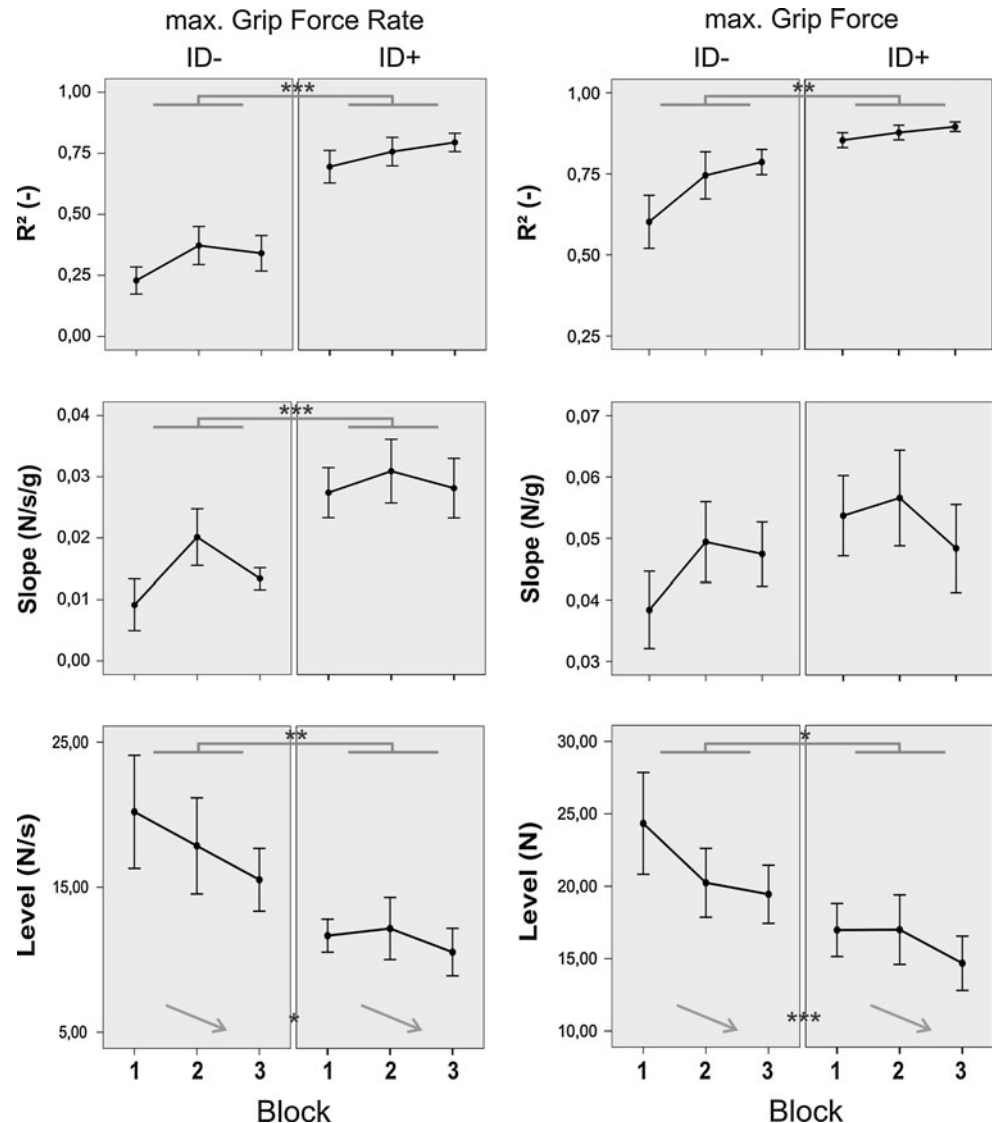 max. Grip Force Rate
ID- ID+
***
1,00
0,75
0,50
0,25
0,00
R² (-)
***
0,04
0,03
0,02
0,01
0,00
Slope (N/s/g)
**
25,00
15,00
5,00
Level (N/s)
*
1 2 3 1 2 3
Block
max. Grip Force
ID- ID+
**
1,00
0,75
0,50
0,25
R² (-)
0,07
0,06
0,05
0,04
0,03
Slope (N/g)
*
30,00
25,00
20,00
15,00
10,00
Level (N)
***
1 2 3 1 2 3
Block